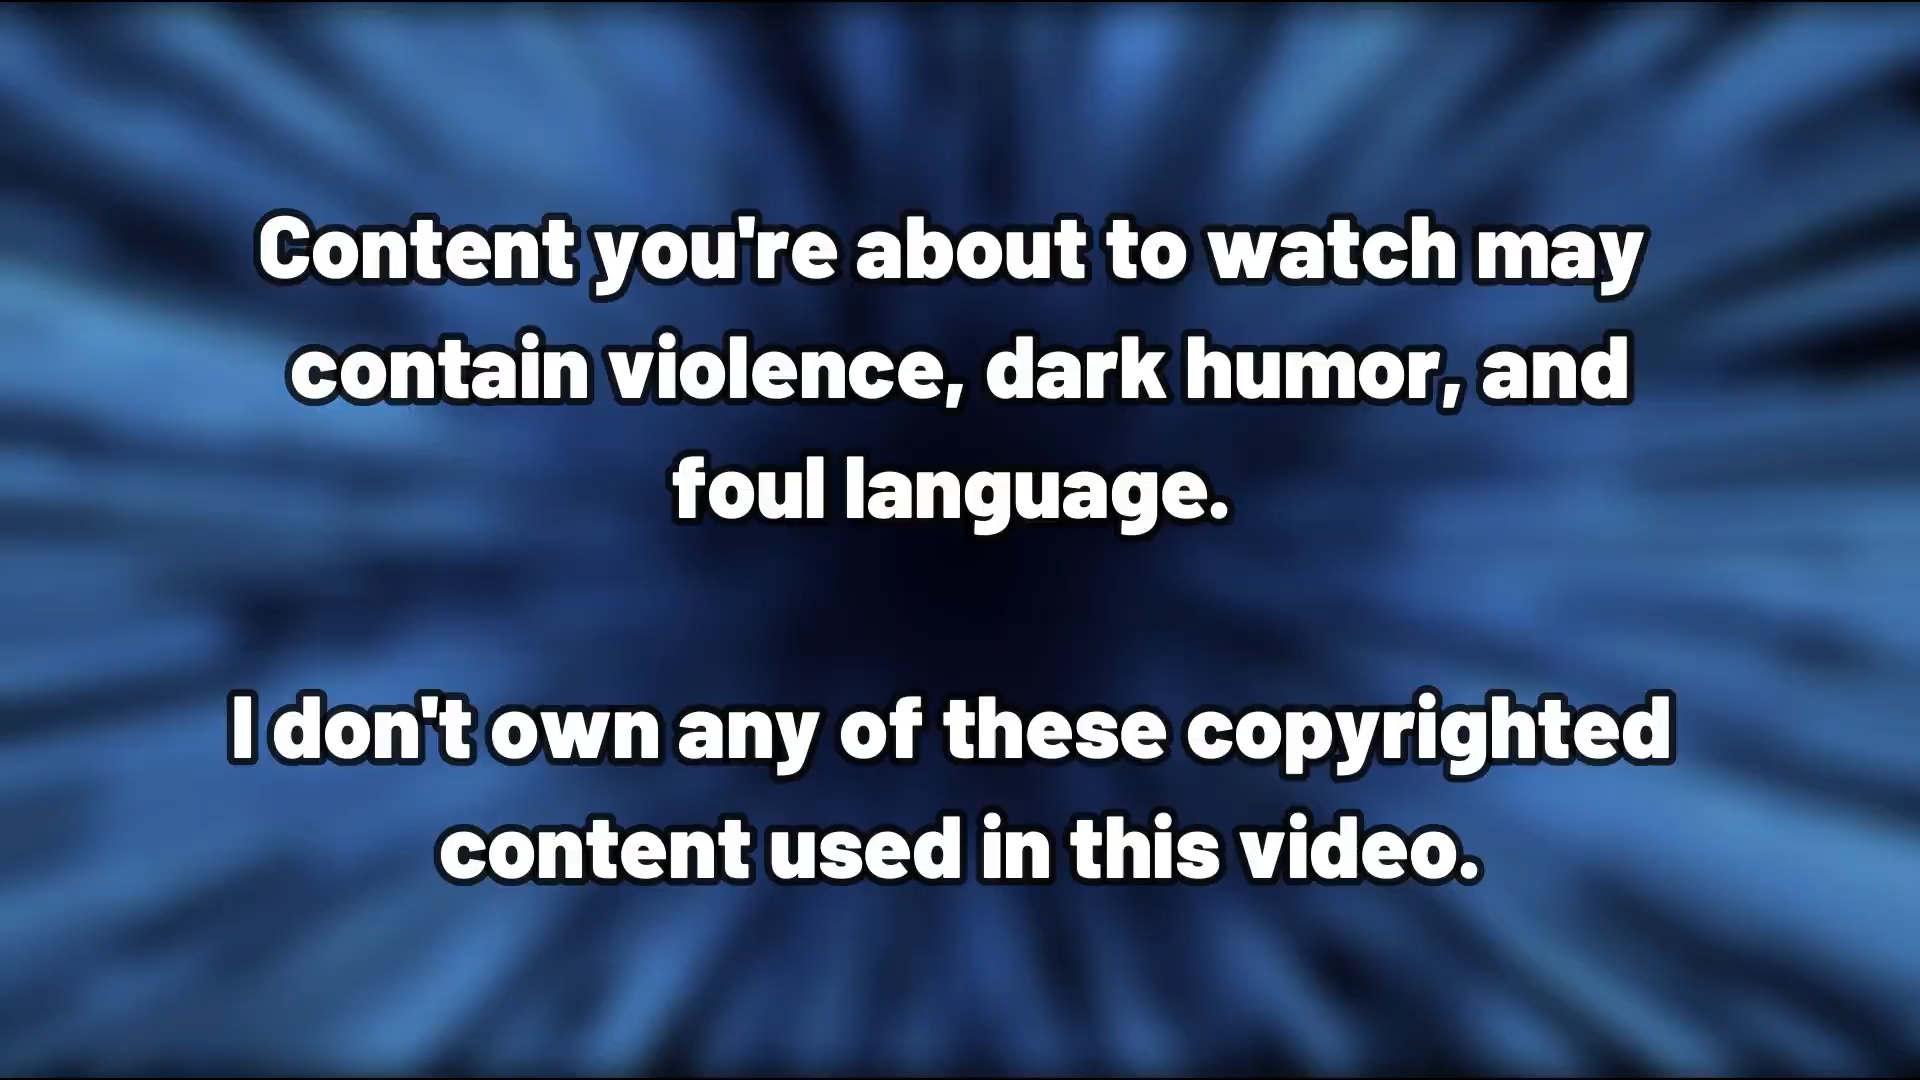 Content you're about to watch may
contain violence, dark humor, and
foul language.
I don't own any of these copyrighted
content used in this video.